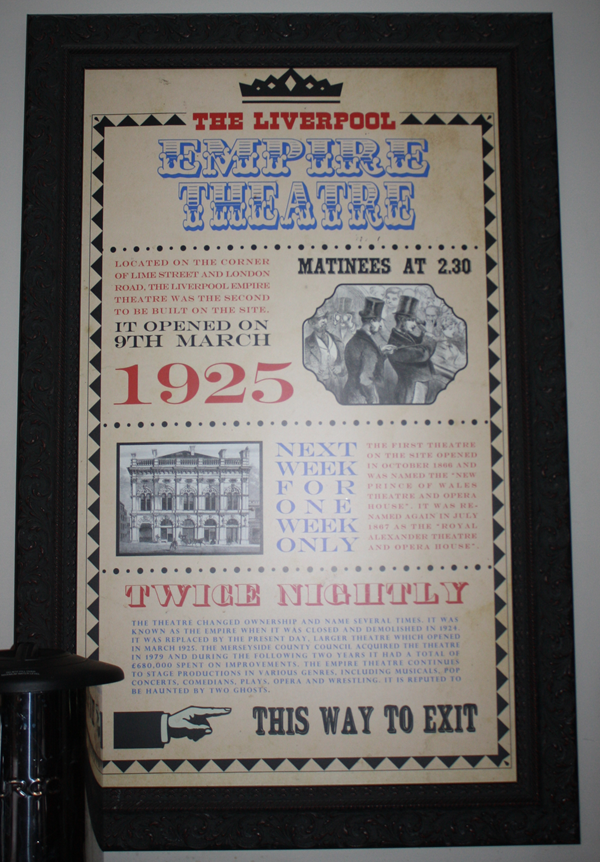 THE LIVERPOOL
EMPIRE
THEATRE
LOCATED ON THE CORNER
OF LIME STREET AND LONDON
ROAD, THE LIVERPOOL EMPIRE
THEATRE WAS THE SECOND
TO BE BUILT ON THE SITE,
IT OPENED ON
9TH MARCH
1925
MATINEES AT 2.30
NEXT
WEEK
FOR
ONE
WEEK
ONLY
THE FIRST THEATRE
ON THE SITE OPENED
IN OCTOBER 1866 AND
WAS NAMED THE "NEW
PRINCE OF WALES
THEATRE AND OPERA
HOUSE". IT WAS RE-
NAMED AGAIN IN JULY
1867 AS THE "ROYAL
ALEXANDER THEATRE
AND OPERA HOUSE".
TWICE NIGHTLY
THE THEATRE CHANGED OWNERSHIP AND NAME SEVERAL TIMES. IT WAS
KNOWN AS THE EMPIRE WHEN IT WAS CLOSED AND DEMOLISHED IN 1924.
IT WAS REPLACED BY THE PRESENT DAY, LARGER THEATRE WHICH OPENED
IN MARCH 1925. THE MERSEYSIDE COUNTY COUNCIL ACQUIRED THE THEATRE
IN 1979 AND DURING THE FOLLOWING TWO YEARS IT HAD A TOTAL OF
£680,000 SPENT ON IMPROVEMENTS. THE EMPIRE THEATRE CONTINUES
TO STAGE PRODUCTIONS IN VARIOUS GENRES, INCLUDING MUSICALS, POP
CONCERTS, COMEDIANS, PLAYS, OPERA AND WRESTLING. IT IS REPUTED TO
BE HAUNTED BY TWO GHOSTS.
THIS WAY TO EXIT